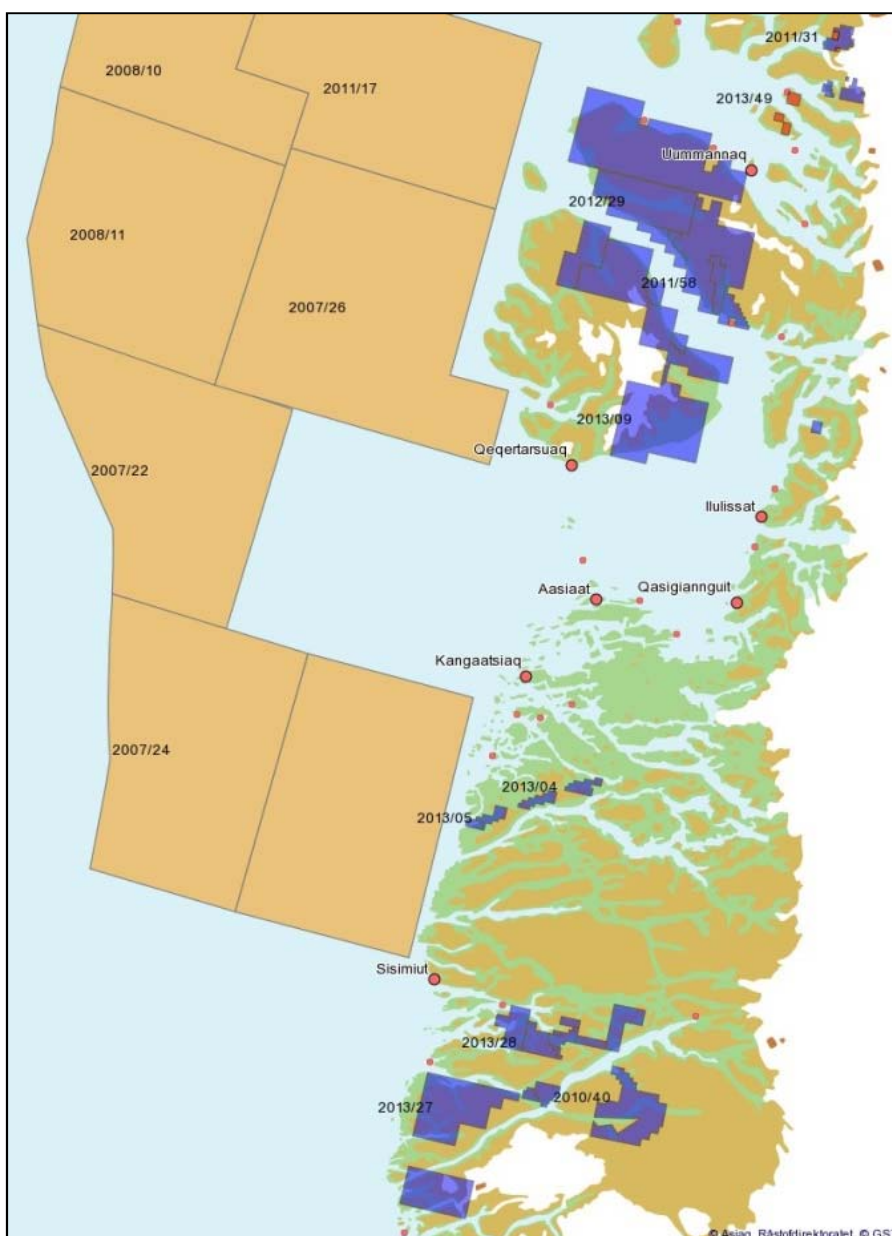 2011/31
2008/10
2011/17
2013/49
Uummannaq
2012/29
2008/11
2011/58
2007/26
2013/09
Qeqertarsuaq
2007/22
Ilulissat
Aasiaat
Qasigiannguit
Kangaatsiaq
2007/24
2013/04
2013/05
Sisimiut
2013/28
2013/27
2010/40
© Asiaq, Råstofdirektoratet, © GST